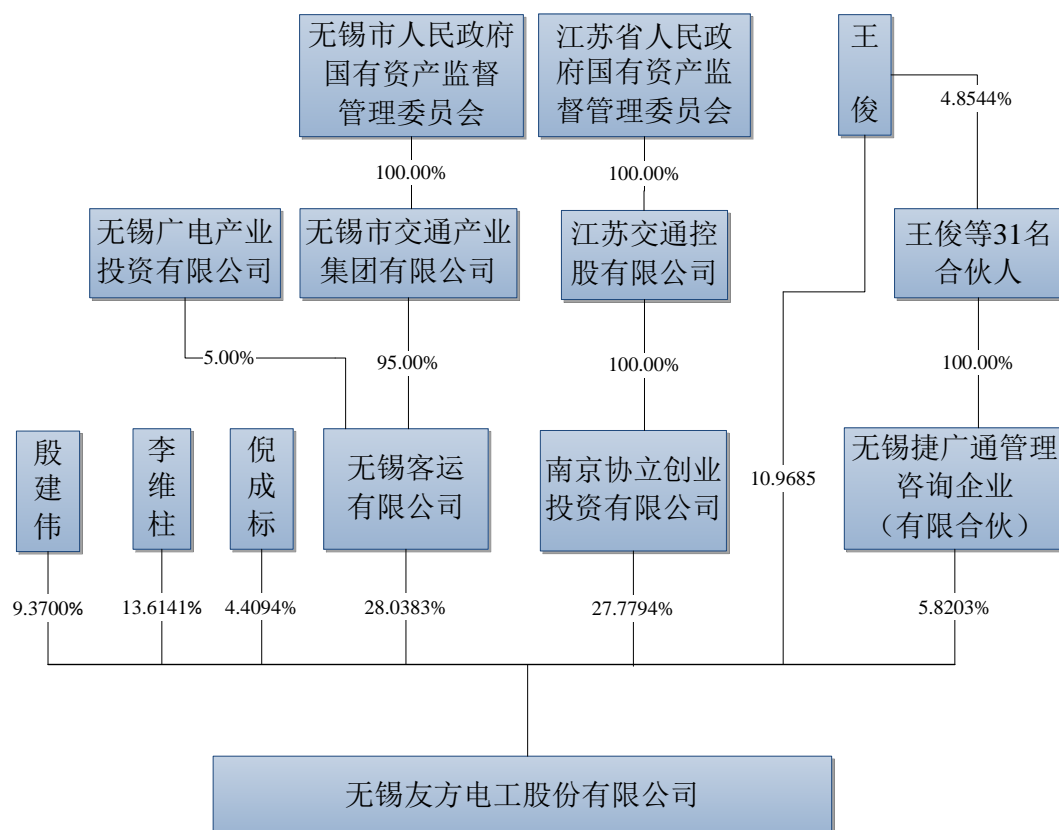 无锡市人民政府
国有资产监督
管理委员会
江苏省人民政
府国有资产监
督管理委员会
王俊
4.8544%
100.00%
100.00%
无锡广电产业
投资有限公司
无锡市交通产业
集团有限公司
江苏交通控
股有限公司
王俊等31名
合伙人
5.00%
95.00%
100.00%
100.00%
殷建伟
李维柱
倪成标
无锡客运
有限公司
南京协立创业
投资有限公司
10.9685
无锡捷广通管理
咨询企业
（有限合伙）
9.3700%
13.6141%
4.4094%
28.0383%
27.7794%
5.8203%
无锡友方电工股份有限公司